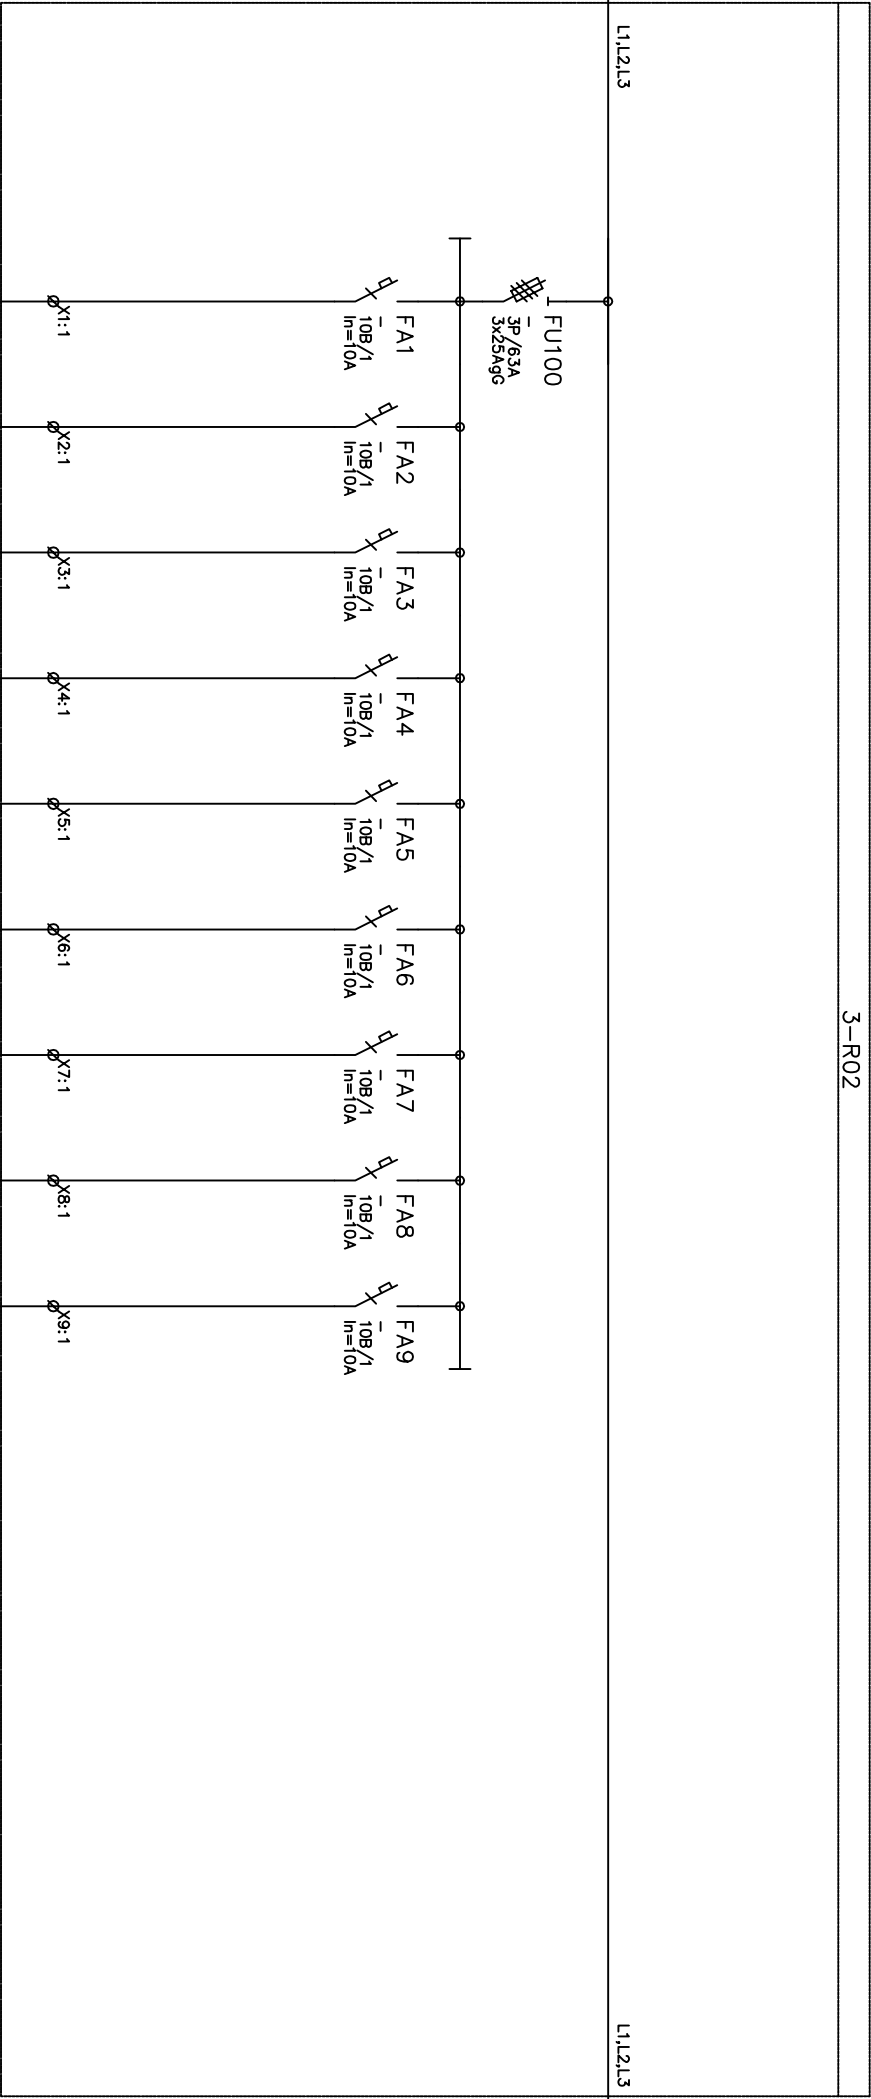 3-R02
L1,L2,L3
L1,L2,L3
FU100
-
3P/63A
3x25AgG
FA1
-
10B/1
In=10A
FA2
-
10B/1
In=10A
FA3
-
10B/1
In=10A
FA4
-
10B/1
In=10A
FA5
-
10B/1
In=10A
FA6
-
10B/1
In=10A
FA7
-
10B/1
In=10A
FA8
-
10B/1
In=10A
FA9
-
10B/1
In=10A
X1:1
X2:1
X3:1
X4:1
X5:1
X6:1
X7:1
X8:1
X9:1